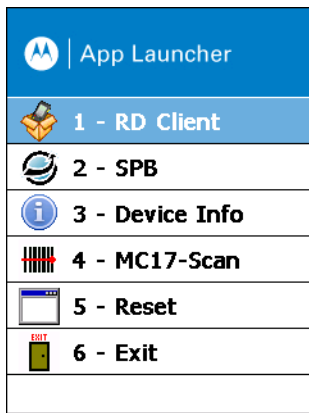 App Launcher
1 - RD Client
2 - SPB
3 - Device Info
4 - MC17-Scan
5 - Reset
EXIT
6 - Exit